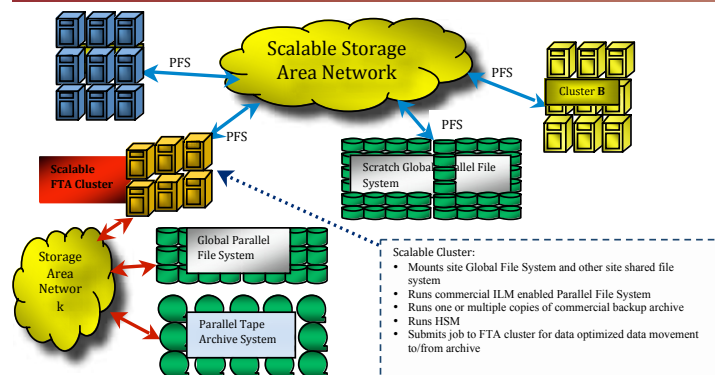 Scalable Storage
Area Network
PFS
PFS
Cluster B
PFS
PFS
Scalable
FTA Cluster
Scratch Global Parallel File
System
Storage
Area
Networ
k
Global Parallel
File System
Parallel Tape
Archive System
Scalable Cluster:
• Mounts site Global File System and other site shared file
system
• Runs commercial ILM enabled Parallel File System
• Runs one or multiple copies of commercial backup archive
• Runs HSM
• Submits job to FTA cluster for data optimized data movement
to/from archive